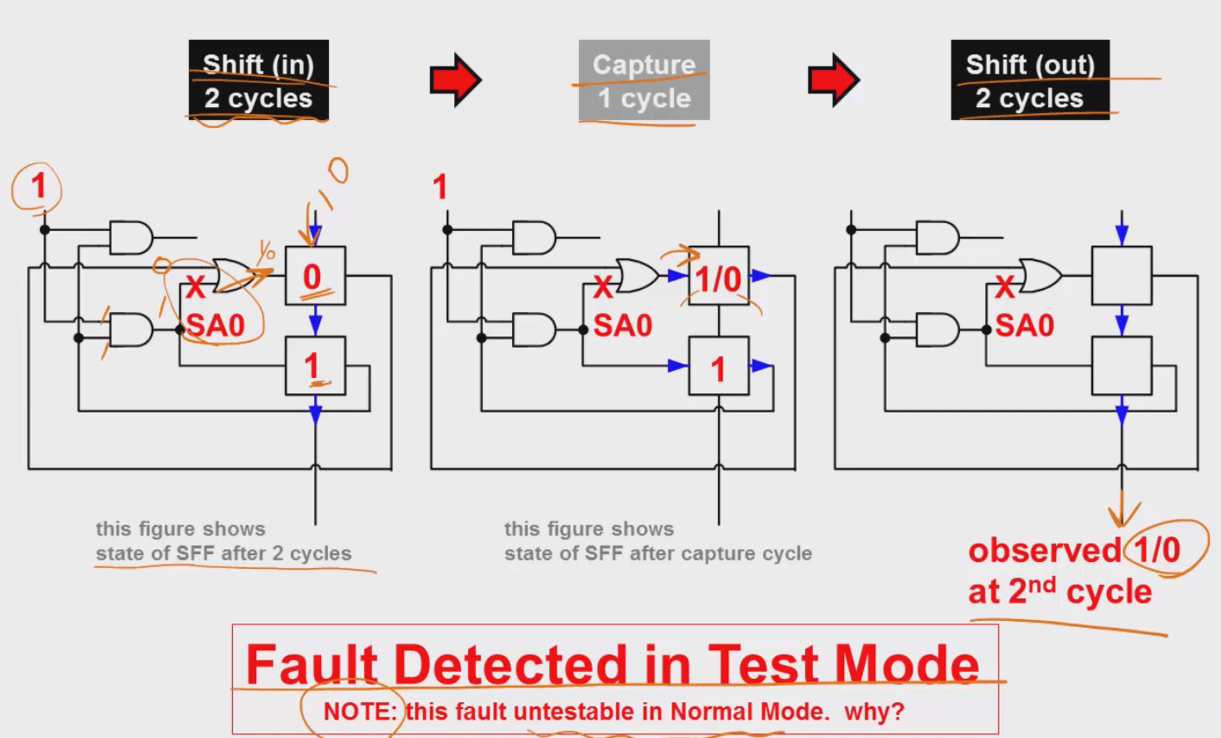 Shift (in)
2 cycles
Capture
1 cycle
Shift (out)
2 cycles
1
1 0
0
1/0
0
X
SA0
1
1
1
1
this figure shows
state of SFF after 2 cycles
1
X
SA0
1/0
1
this figure shows
state of SFF after capture cycle
X
SA0
observed 1/0
at 2nd cycle
Fault Detected in Test Mode
NOTE: this fault untestable in Normal Mode. why?